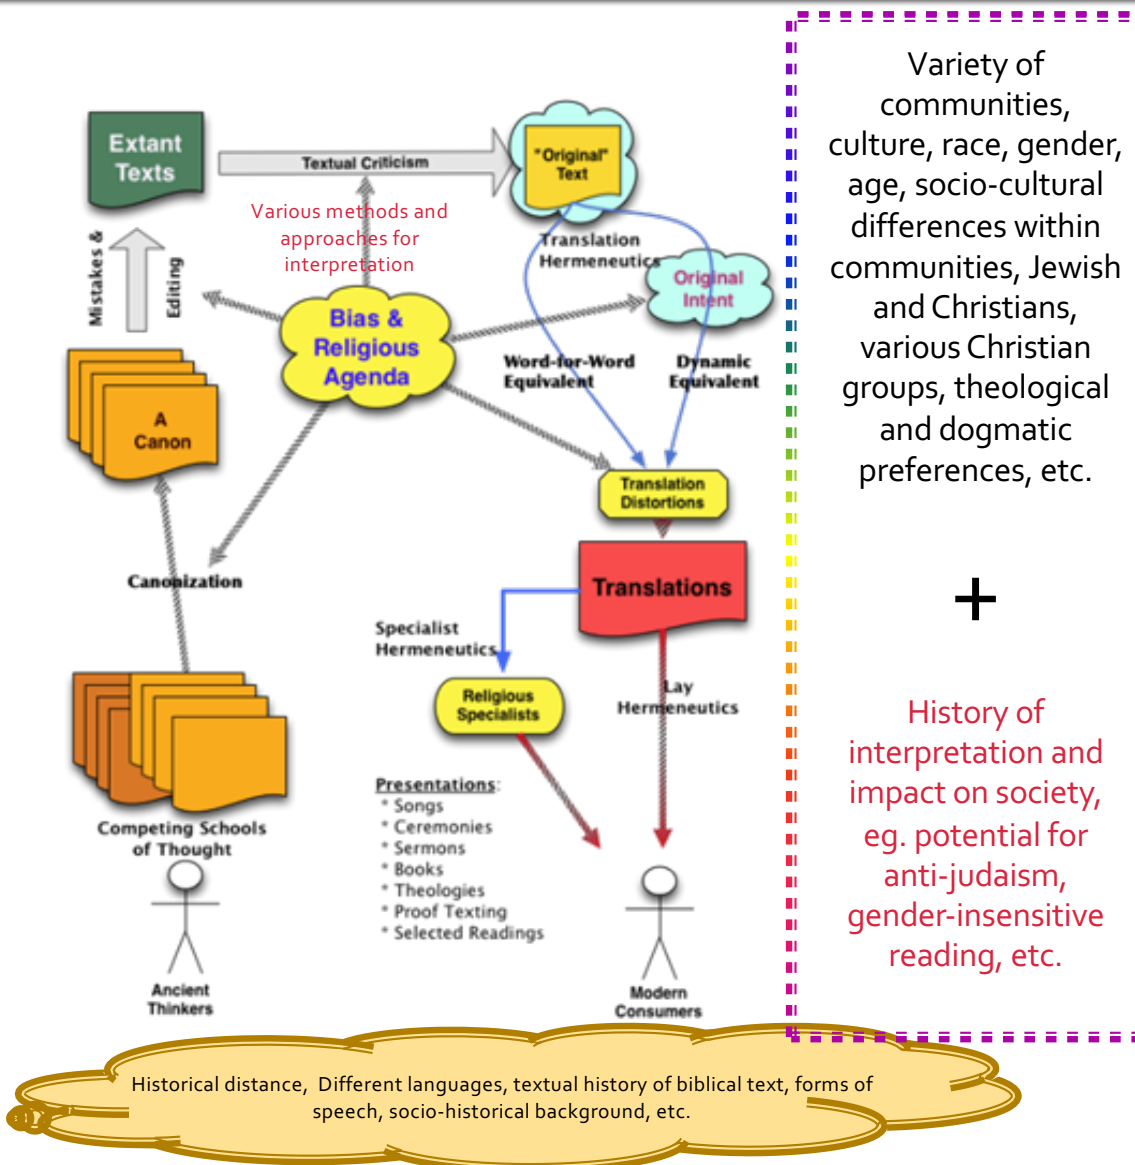 Extant
Texts
Textual Criticism
"Original"
Text
Various methods and
approaches for
interpretation
Translation
Hermeneutics
Original
Intent
Mistakes &
Editing
Bias &
Religious
Agenda
Word-for-Word
Equivalent
Dynamic
Equivalent
A
Canon
Translation
Distortions
Canonization
Translations
Specialist
Hermeneutics
Religious
Specialists
Lay
Hermeneutics
Competing Schools
of Thought
Presentations:
* Songs
* Ceremonies
* Sermons
* Books
* Theologies
* Proof Texting
* Selected Readings
Ancient
Thinkers
Modern
Consumers
Variety of
communities,
culture, race, gender,
age, socio-cultural
differences within
communities, Jewish
and Christians,
various Christian
groups, theological
and dogmatic
preferences, etc.
+
History of
interpretation and
impact on society,
eg. potential for
anti-judaism,
gender-insensitive
reading, etc.
Historical distance, Different languages, textual history of biblical text, forms of
speech, socio-historical background, etc.